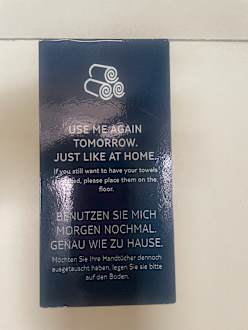 USE ME AGAIN
TOMORROW.
JUST LIKE AT HOME.
If you still want to have your towels
please place them on the
floor.
BENUTZEN SIE MICH
MORGEN NOCHMAL.
GENAU WIE ZU HAUSE.
Möchten Sie Ihre Handtücher dennoch
ausgetauscht haben, legen Sie sie bitte
auf den Boden.